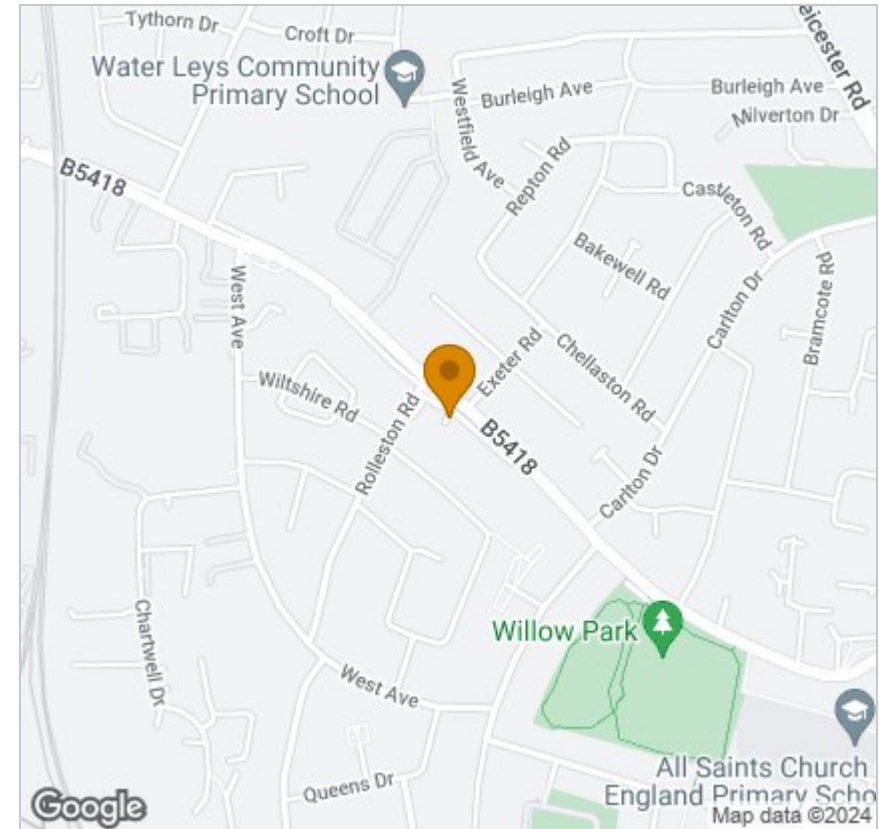 Tythorn Dr
Croft Dr
eicester Rd
Water Leys Community
Primary School
Burleigh Ave
Burleigh Ave
Milverton Dr
Westfield Ave
B5418
Repton Rd
Castleton Rd
Bakewell Rd
West Ave
Carlton Dr
Bramcote Rd
Exeter Rd
Chellaston Rd
Wiltshire Rd
Rolleston Rd
B5418
Carlton Dr
Chartwell Dr
Willow Park
West Ave
Queens Dr
All Saints Church
England Primary Scho
Google
Map data ©2024